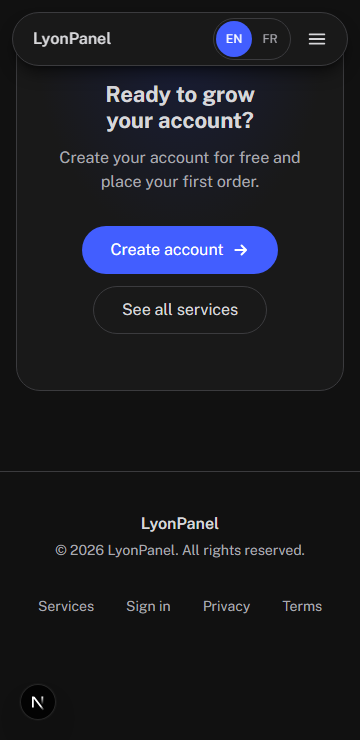 LyonPanel
EN
FR
Ready to grow
your account?
Create your account for free and
place your first order.
Create account →
See all services
LyonPanel
© 2026 LyonPanel. All rights reserved.
Services
Sign in
Privacy
Terms
N